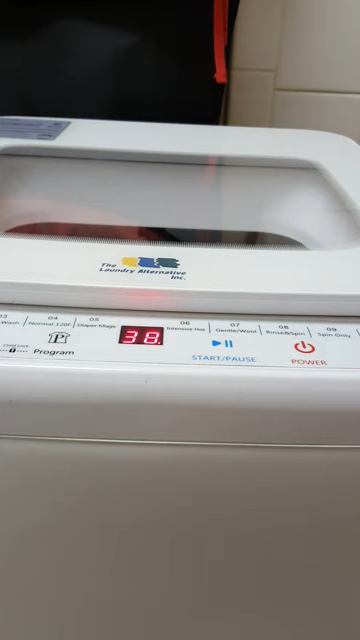 The
Laundry Alternative
Inc.
03 04 05 06 07 08 09
Wash Normal 120F Diaper Magic Intensive Hot Gentle/Wool Rinse&Spin Spin Only
38.
Child Lock
Program
START/PAUSE
POWER